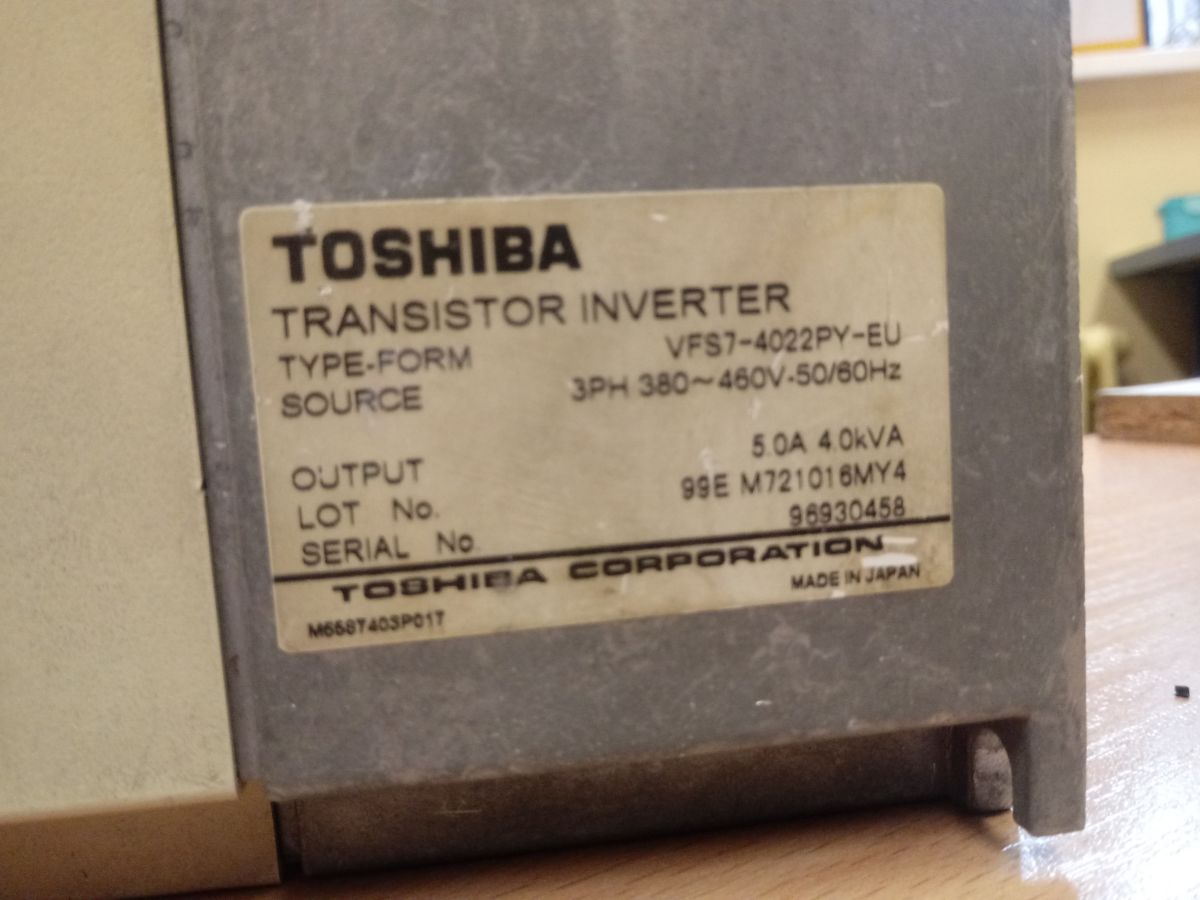 TOSHIBA
TRANSISTOR INVERTER
TYPE-FORM VFS7-4022PY-EU
SOURCE 3PH 380~460V-50/60Hz
OUTPUT 5.0A 4.0kVA
LOT No. 99E M721016MY4
SERIAL No. 96930458
TOSHIBA CORPORATION
MADE IN JAPAN
M6587403P017